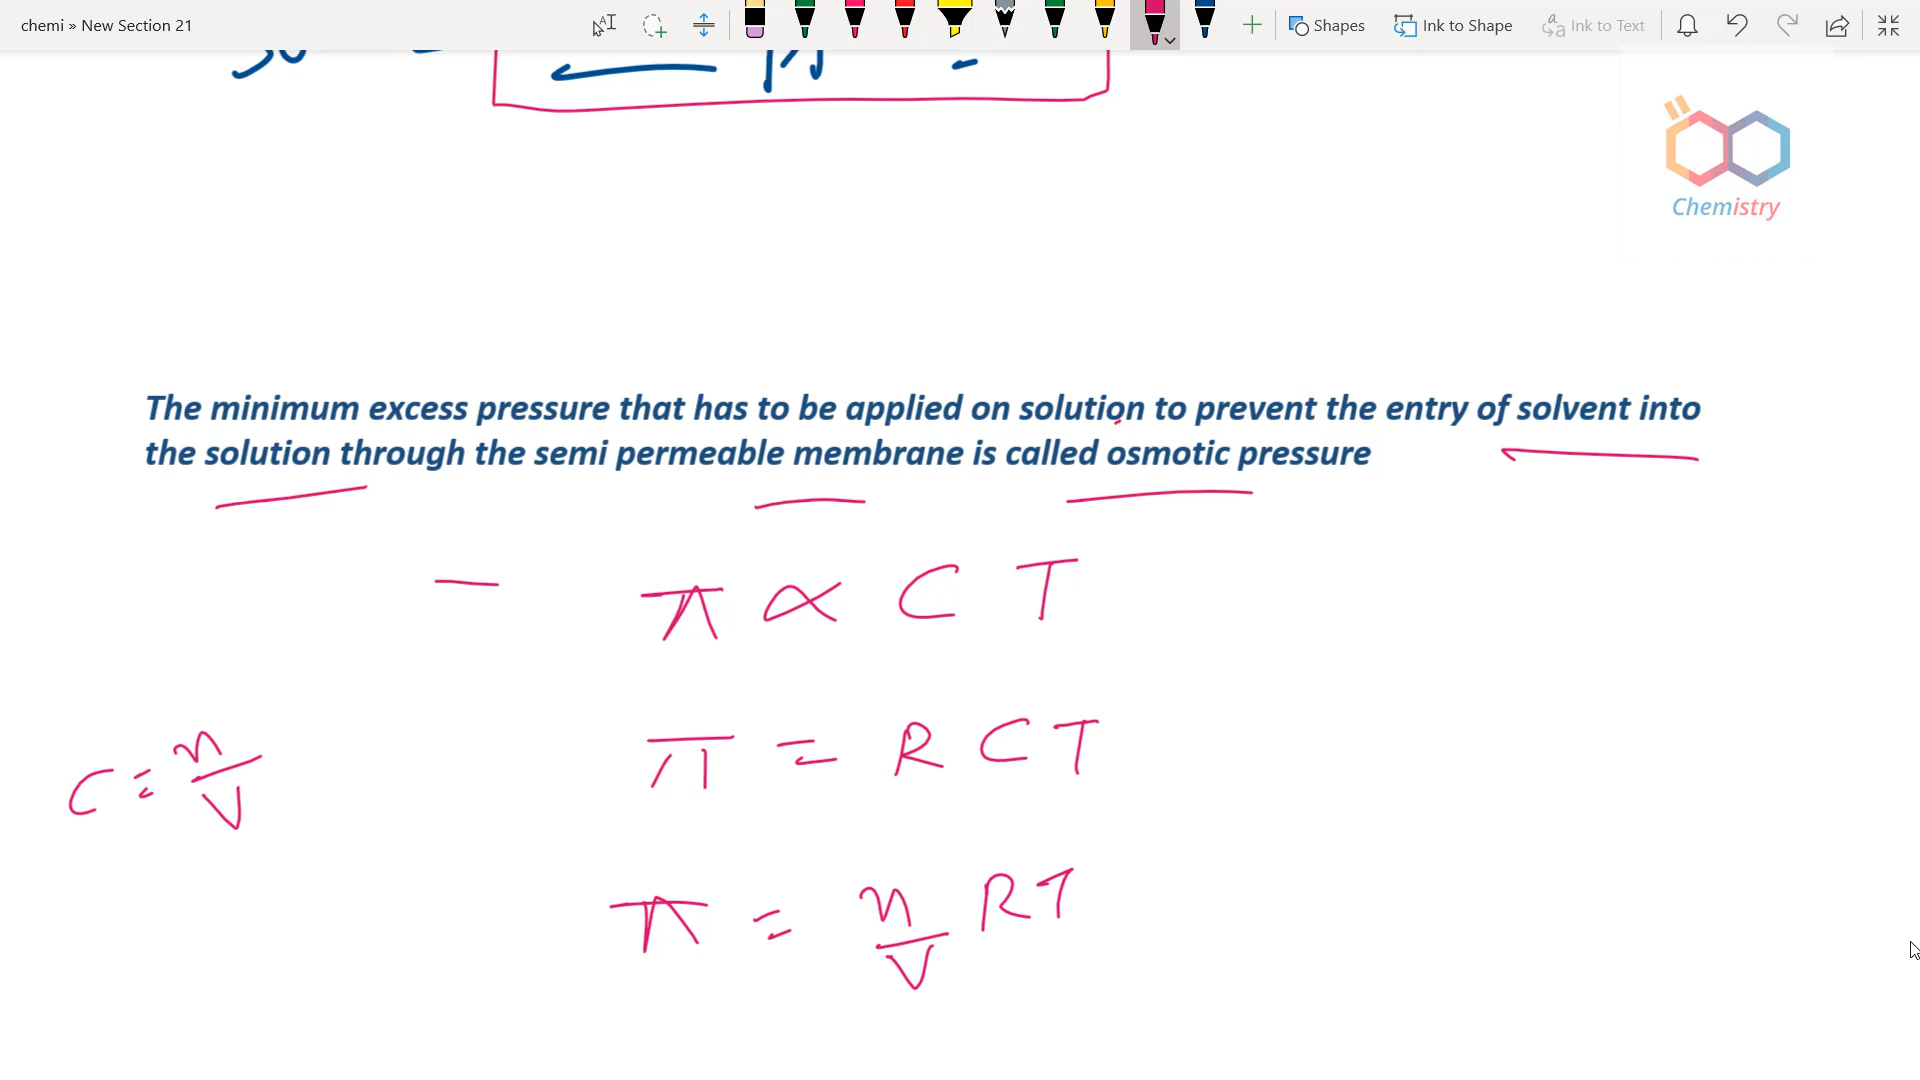 chemi » New Section 21
Shapes
Ink to Shape
Ink to Text
Chemistry
The minimum excess pressure that has to be applied on solution to prevent the entry of solvent into
the solution through the semi permeable membrane is called osmotic pressure
π ∝ C T
π = R C T
C = n/V
π = n/V RT